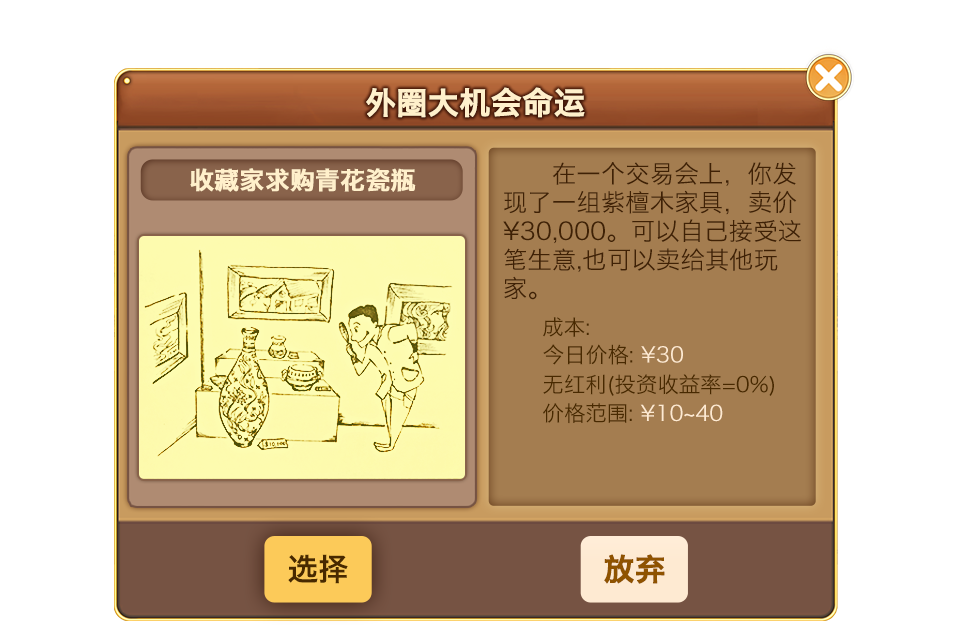 外圈大机会命运
收藏家求购青花瓷瓶
在一个交易会上，你发
现了一组紫檀木家具，卖价
¥30,000。可以自己接受这
笔生意,也可以卖给其他玩
家。
成本:
今日价格: ¥30
无红利(投资收益率=0%)
价格范围: ¥10~40
选择
放弃